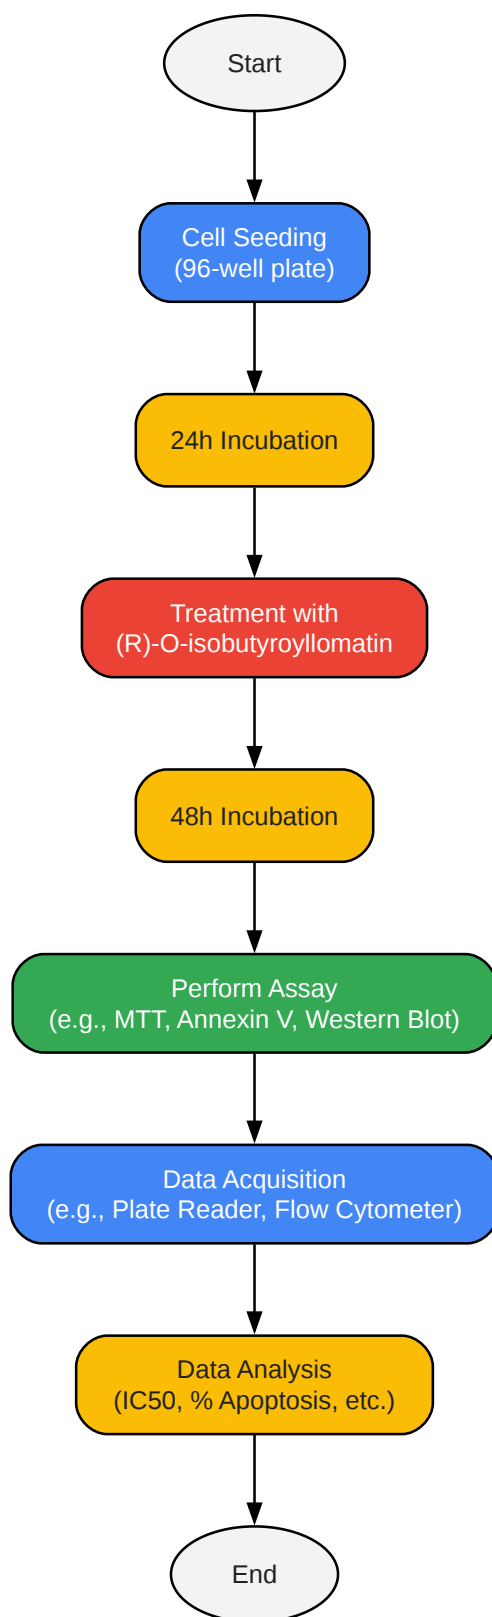 Start
Cell Seeding
(96-well plate)
24h Incubation
Treatment with
(R)-O-isobutyroyllomatin
48h Incubation
Perform Assay
(e.g., MTT, Annexin V, Western Blot)
Data Acquisition
(e.g., Plate Reader, Flow Cytometer)
Data Analysis
(IC50, % Apoptosis, etc.)
End